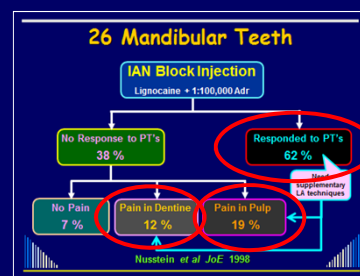 26 Mandibular Teeth
IAN Block Injection
Lignocaine + 1:100,000 Adr
No Response to PT's
38 %
Responded to PT's
62 %
Need
supplementary
LA techniques
No Pain
7 %
Pain in Dentine
12 %
Pain in Pulp
19 %
Nusstein et al JoE 1998